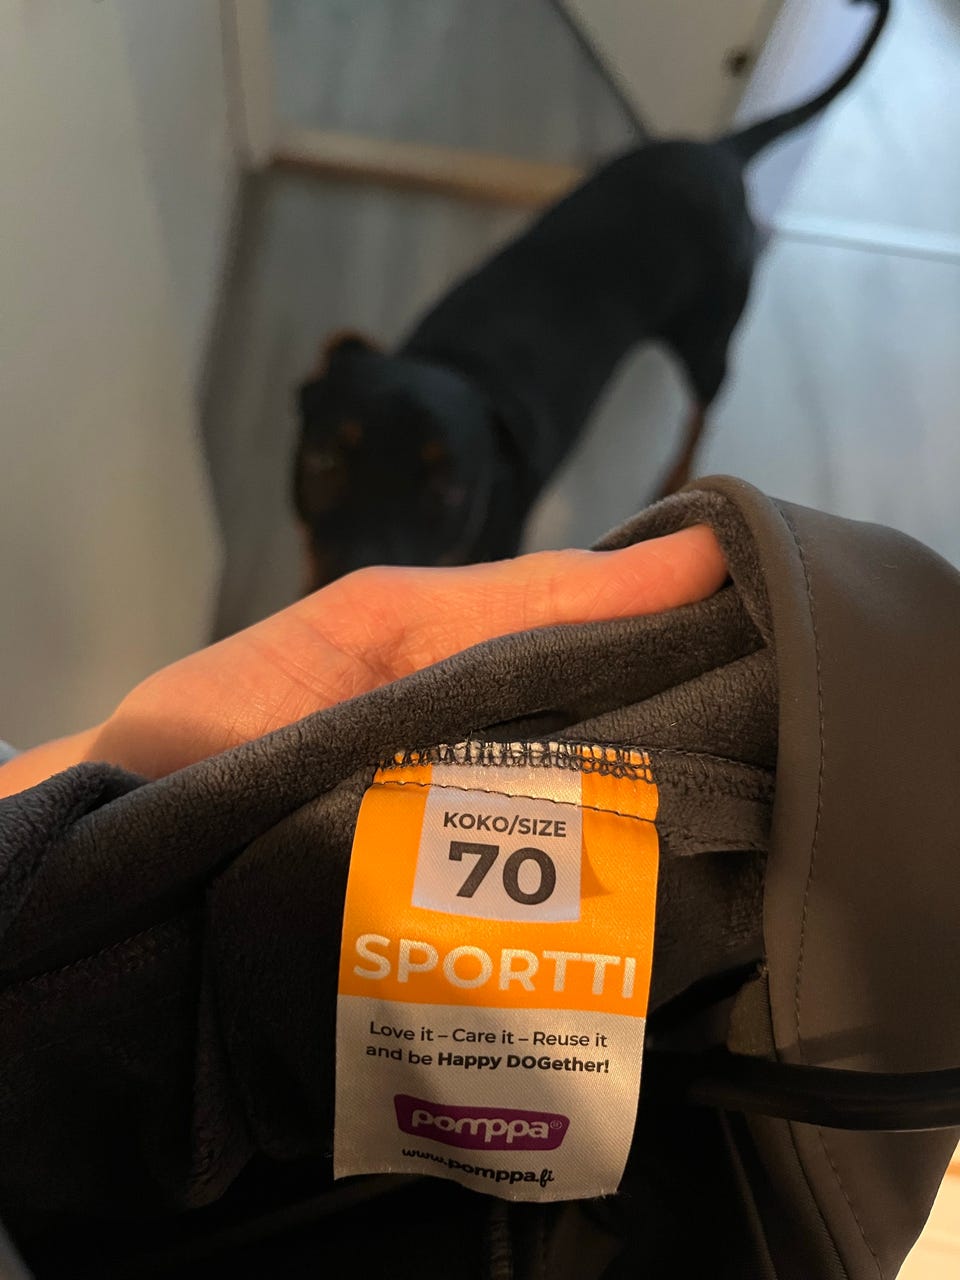 KOKO/SIZE
70
SPORTTI
Love it – Care it – Reuse it
and be Happy DOGether!
pomppa®
www.pomppa.fi